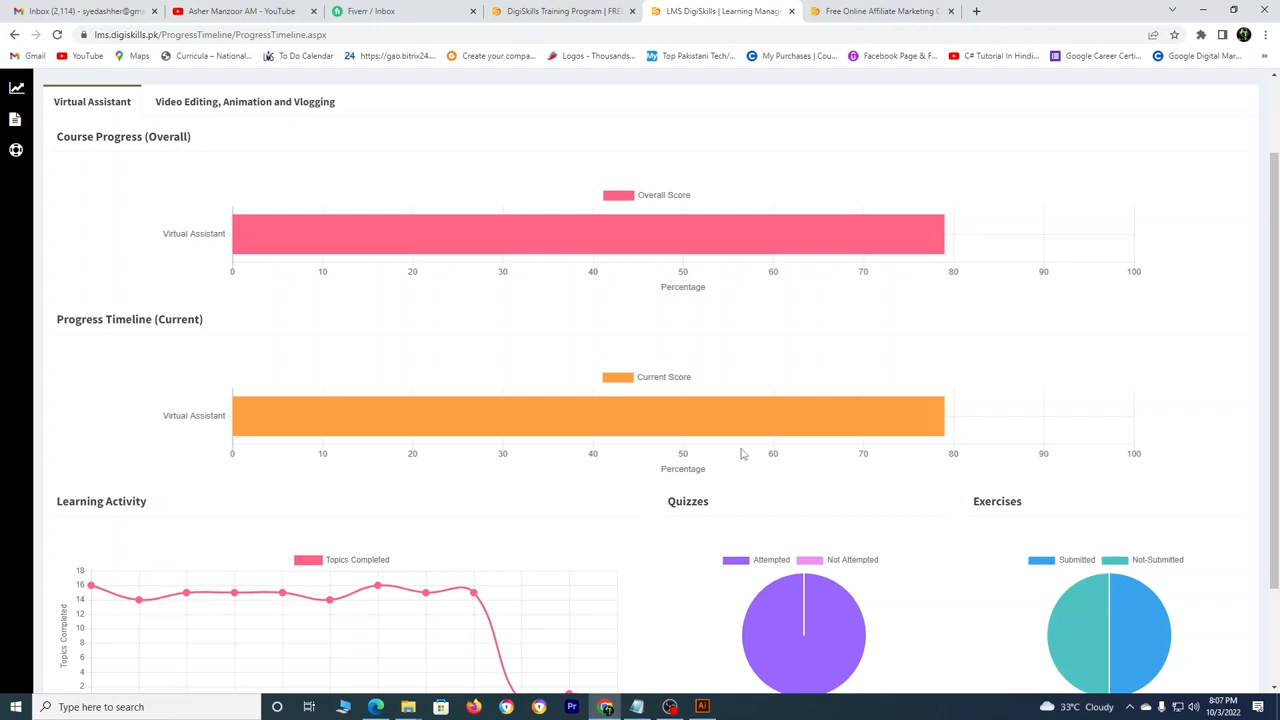 Inbox (2,114) - syedashher@gma
Asher Manzoor AM - YouTube
Fiverr / Inbox
DigiSkills Training Program | FREE
LMS DigiSkills | Learning Manag
Free Online Affiliate Marketing C
lms.digiskills.pk/ProgressTimeline/ProgressTimeline.aspx
Gmail
YouTube
Maps
Curricula – National...
To Do Calendar
https://gao.bitrix24....
Create your compa...
Logos - Thousands...
Top Pakistani Tech/...
My Purchases | Cou...
Facebook Page & F...
C# Tutorial In Hindi...
Google Career Certi...
Google Digital Mar...
Virtual Assistant
Video Editing, Animation and Vlogging
Course Progress (Overall)
Overall Score
Virtual Assistant
0 10 20 30 40 50 60 70 80 90 100
Percentage
Progress Timeline (Current)
Current Score
Virtual Assistant
0 10 20 30 40 50 60 70 80 90 100
Percentage
Learning Activity
Quizzes
Exercises
Topics Completed
Attempted
Not Attempted
Submitted
Not-Submitted
18
16
14
12
10
8
6
4
2
Topics Completed
Type here to search
33°C Cloudy
8:07 PM
10/3/2022